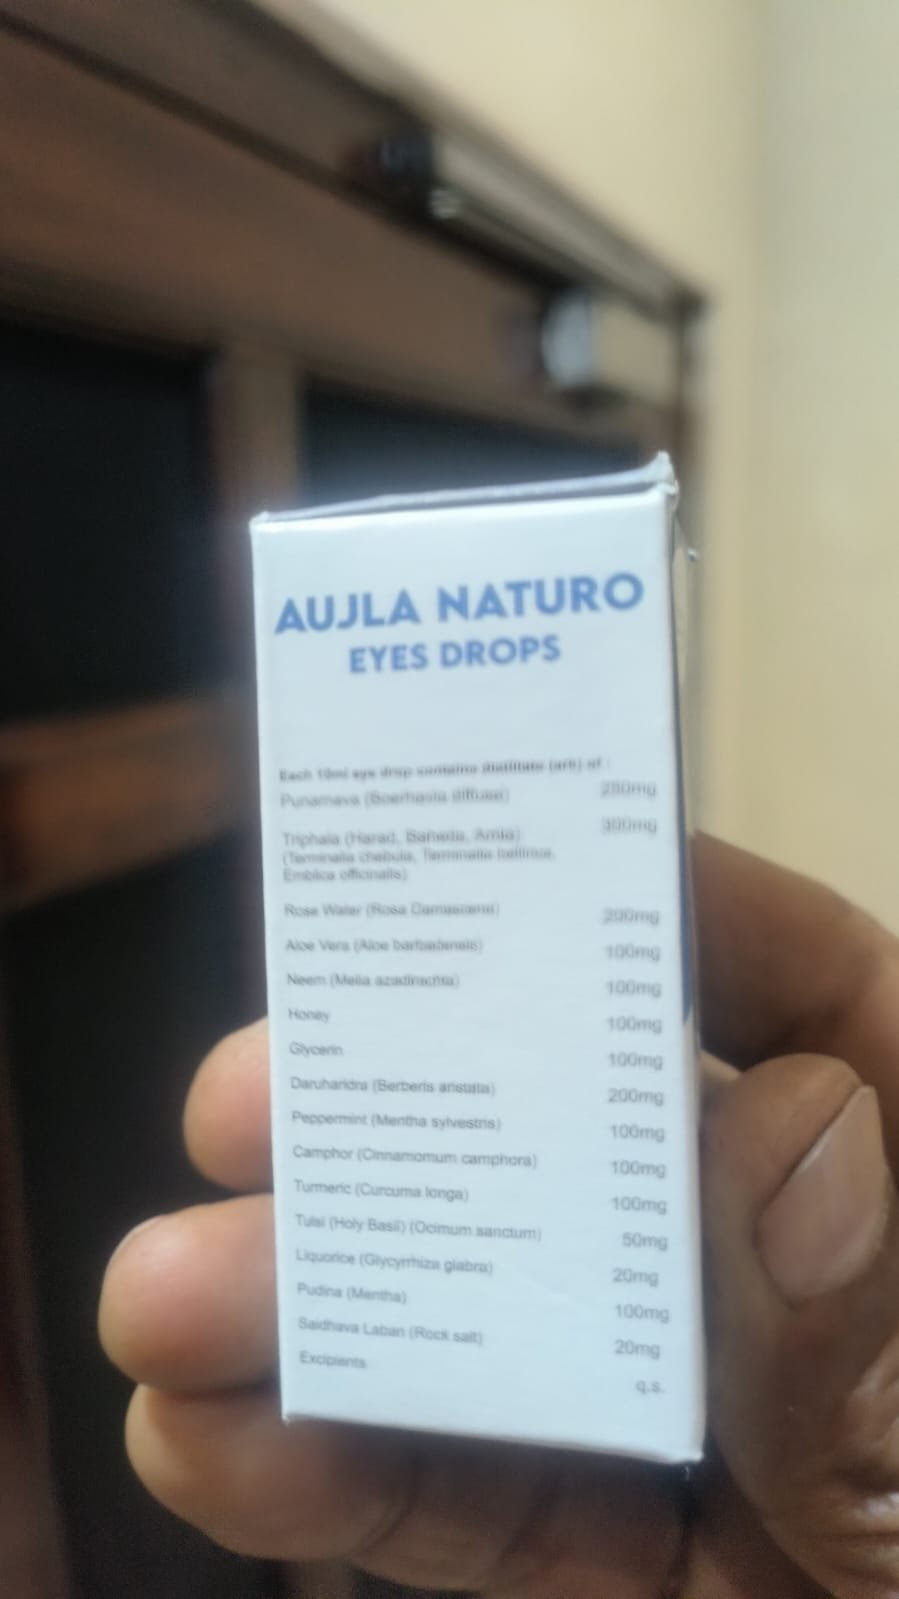 AUJLA NATURO
EYES DROPS
Each 10ml eye drop contains distillate (ark) of :
Punarnava (Boerhavia diffusa) 250mg
Triphala (Harad, Baheda, Amla) 300mg
(Terminalia chebula, Terminalia bellirica,
Emblica officinalis)
Rose Water (Rosa Damascena) 200mg
Aloe Vera (Aloe barbadensis) 100mg
Neem (Melia azadirachta) 100mg
Honey 100mg
Glycerin 100mg
Daruharidra (Berberis aristata) 200mg
Peppermint (Mentha sylvestris) 100mg
Camphor (Cinnamomum camphora) 100mg
Turmeric (Curcuma longa) 100mg
Tulsi (Holy Basil) (Ocimum sanctum) 50mg
Liquorice (Glycyrrhiza glabra) 20mg
Pudina (Mentha) 100mg
Saidhava Laban (Rock salt) 20mg
Excipients q.s.